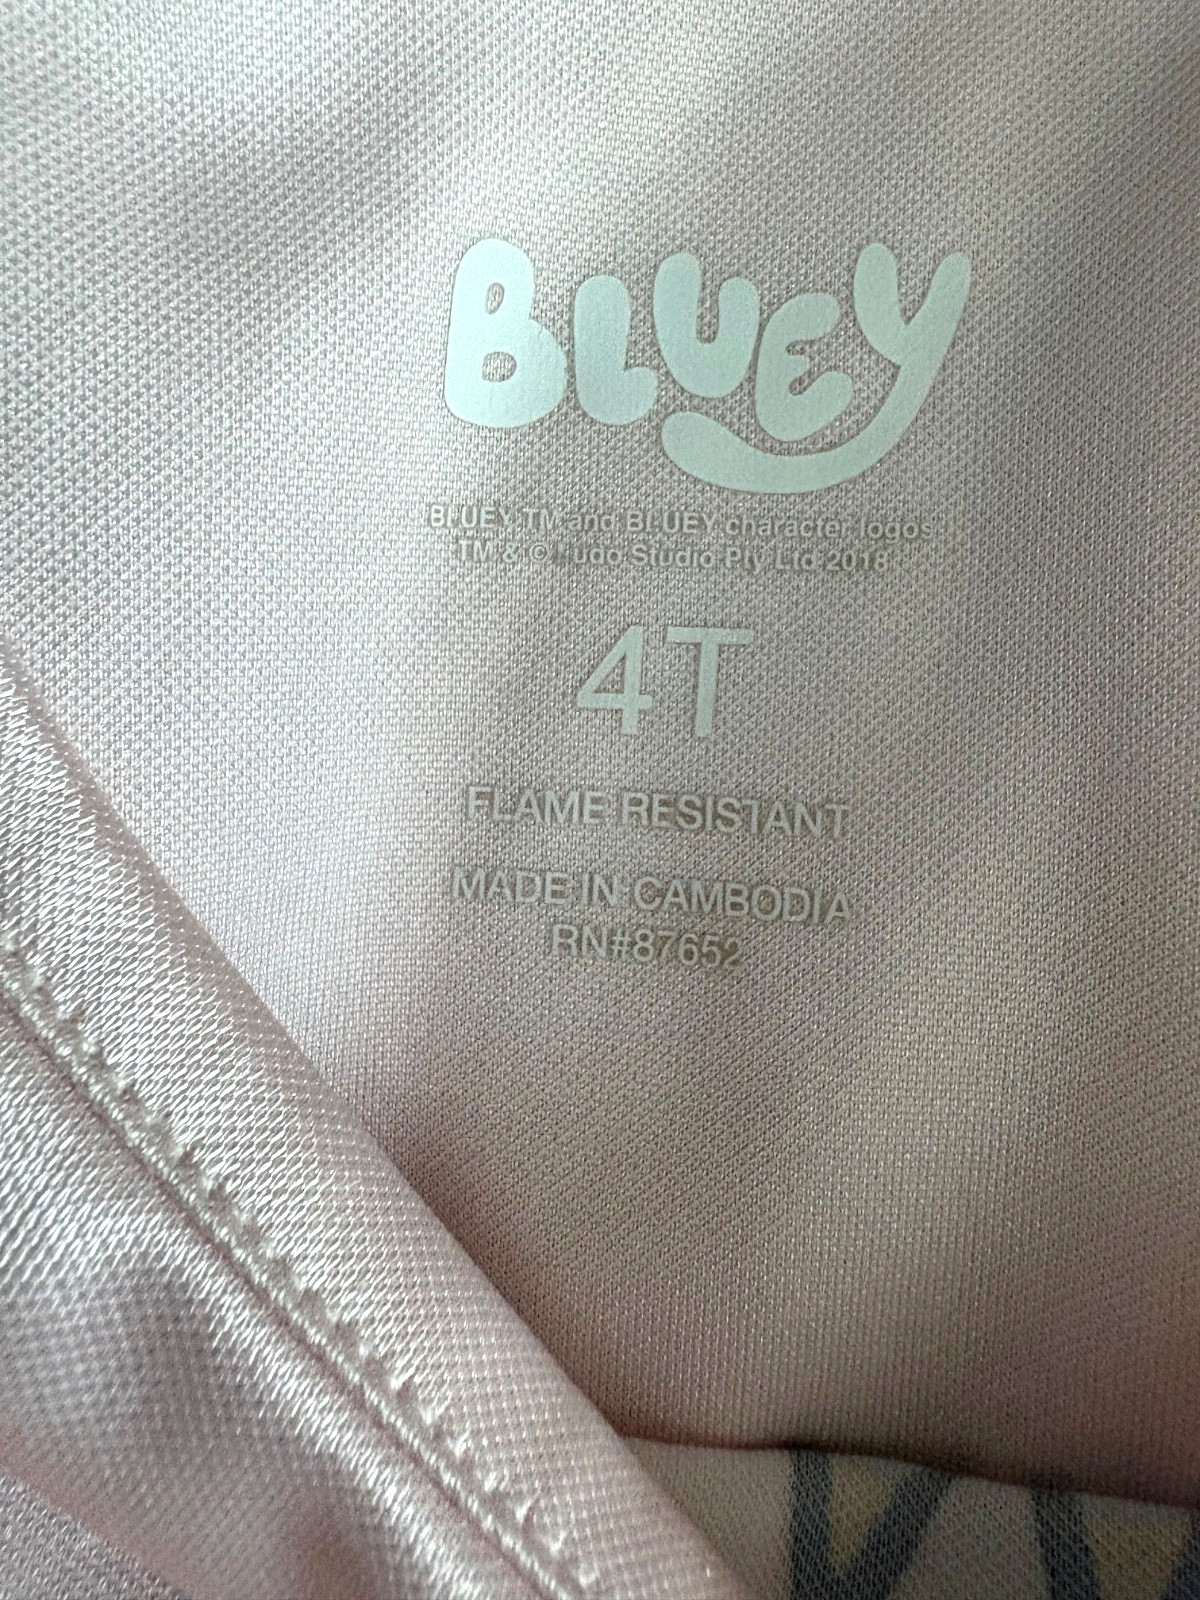 BLUEY
BLUEY TM and BLUEY character logos
TM & © Ludo Studio Pty Ltd 2018
4T
FLAME RESISTANT
MADE IN CAMBODIA
RN#87652